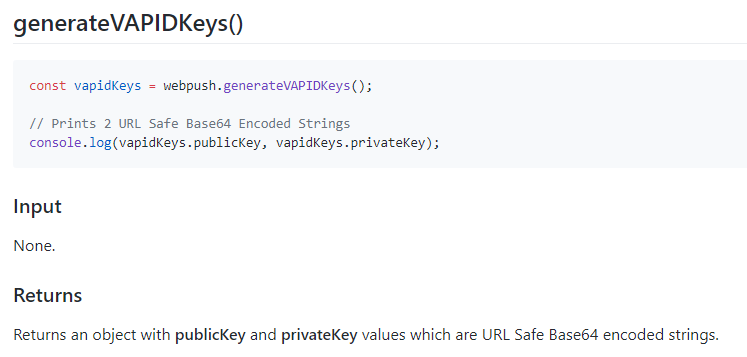 generateVAPIDKeys()
const vapidKeys = webpush.generateVAPIDKeys();
// Prints 2 URL Safe Base64 Encoded Strings
console.log(vapidKeys.publicKey, vapidKeys.privateKey);
Input
None.
Returns
Returns an object with publicKey and privateKey values which are URL Safe Base64 encoded strings.